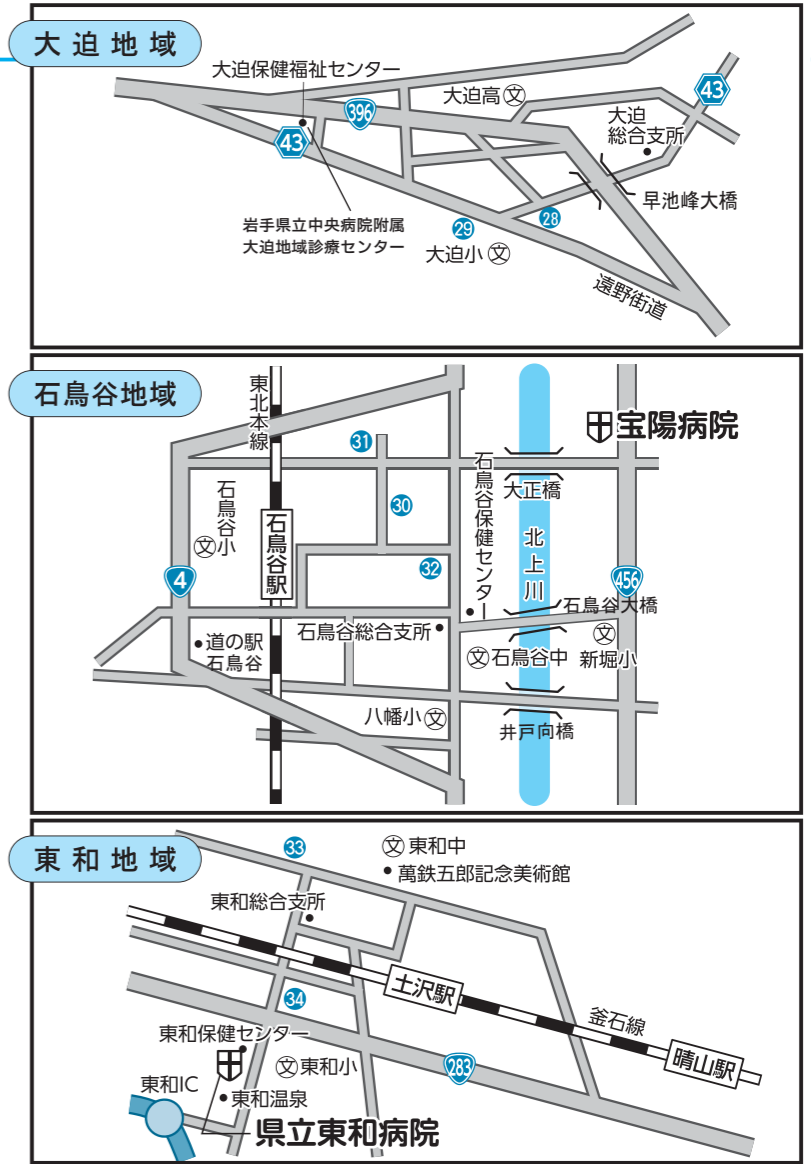 大迫地域
大迫保健福祉センター
396
大迫高 文
43
大迫
総合支所
43
早池峰大橋
岩手県立中央病院附属
大迫地域診療センター
29
28
大迫小 文
遠野街道
石鳥谷地域
東北本線
宝陽病院
31
石鳥谷保健センター
大正橋
石鳥谷小
文
30
石鳥谷駅
北上川
4
32
456
石鳥谷大橋
石鳥谷総合支所
道の駅
石鳥谷
文 石鳥谷中
文
新堀小
八幡小 文
井戸向橋
東和地域
33
文 東和中
萬鉄五郎記念美術館
東和総合支所
土沢駅
34
釜石線
東和保健センター
晴山駅
文 東和小
283
東和IC
東和温泉
県立東和病院